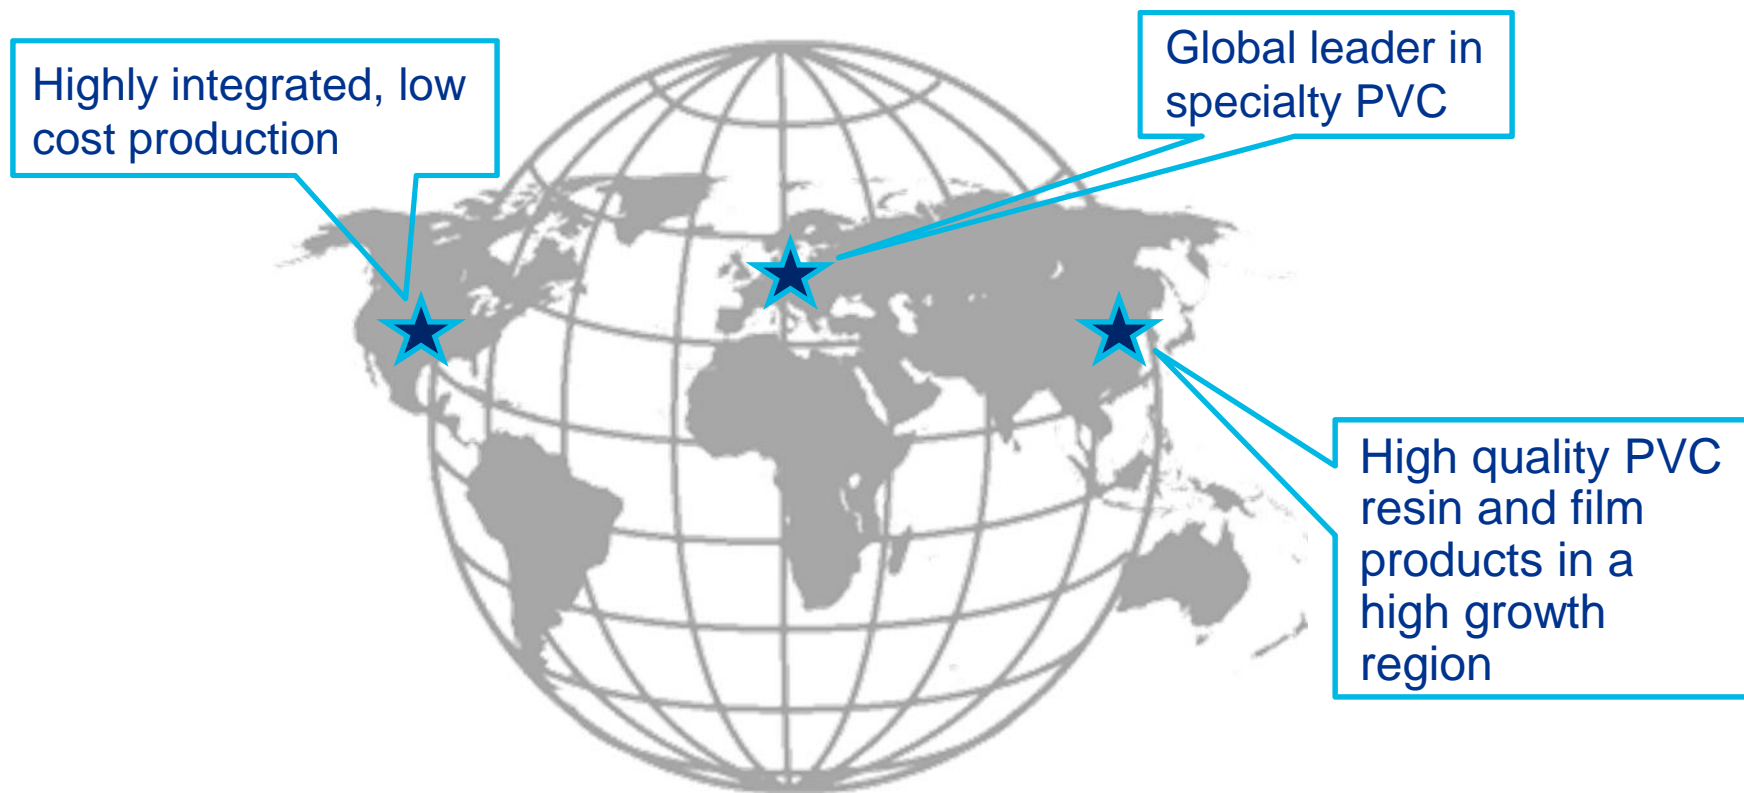 Highly integrated, low
cost production
Global leader in
specialty PVC
High quality PVC
resin and film
products in a
high growth
region